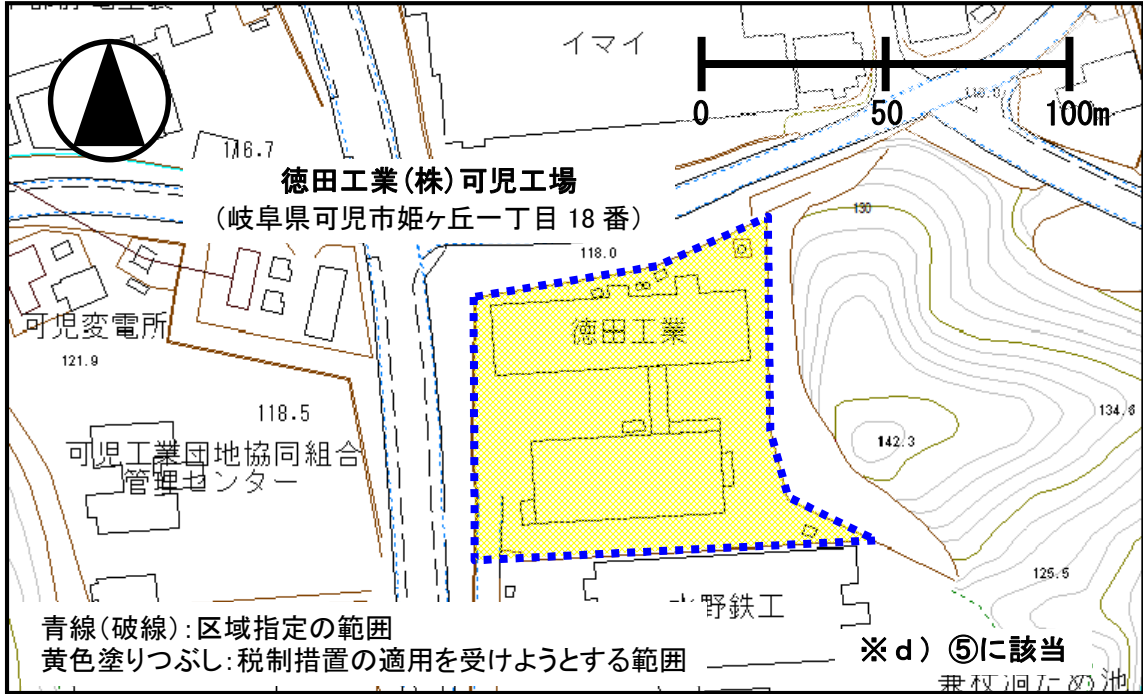 イマイ
0 50 100m
116.7
徳田工業(株)可児工場
(岐阜県可児市姫ヶ丘一丁目 18 番)
130
118.0
徳田工業
可児変電所
121.9
118.5
134.6
142.3
可児工業団地協同組合
管理センター
125.5
野鉄工
青線(破線):区域指定の範囲
黄色塗りつぶし:税制措置の適用を受けようとする範囲
※d) ⑤に該当
ため池